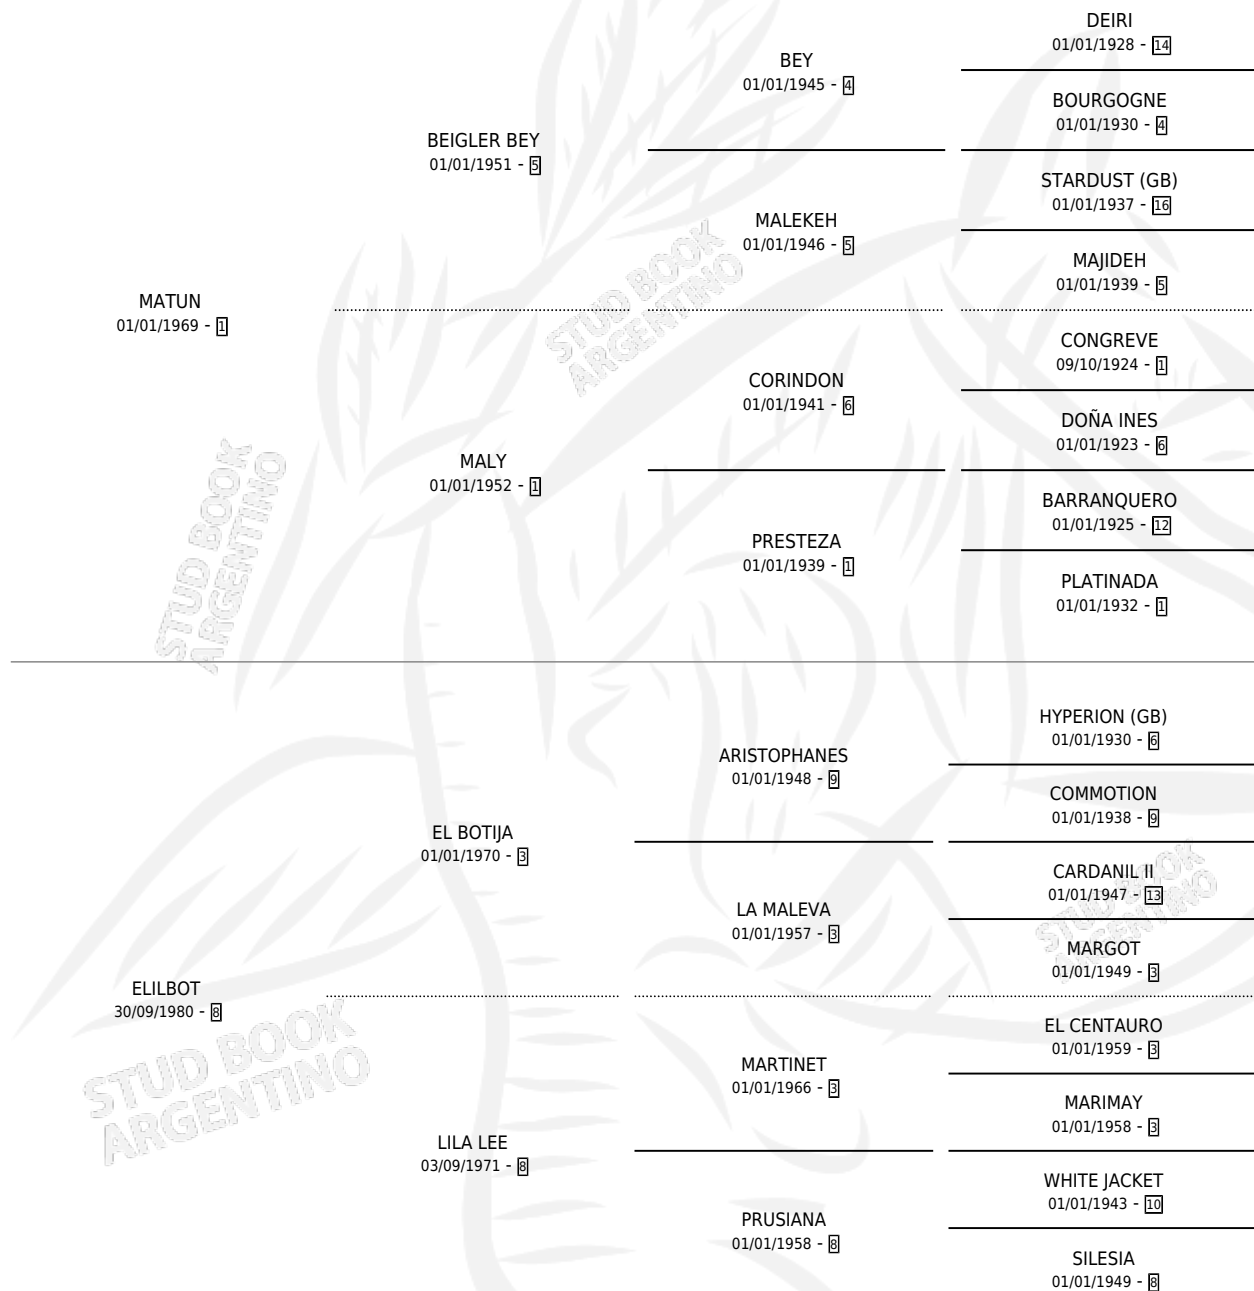 DEIRI
01/01/1928 - 14
BEY
01/01/1945 - 4
BOURGOGNE
01/01/1930 - 4
BEIGLER BEY
01/01/1951 - 5
STARDUST (GB)
01/01/1937 - 16
MALEKEH
01/01/1946 - 5
MAJIDEH
01/01/1939 - 5
MATUN
01/01/1969 - 1
CONGREVE
09/10/1924 - 1
CORINDON
01/01/1941 - 6
DOÑA INES
01/01/1923 - 6
MALY
01/01/1952 - 1
BARRANQUERO
01/01/1925 - 12
PRESTEZA
01/01/1939 - 1
PLATINADA
01/01/1932 - 1
HYPERION (GB)
01/01/1930 - 6
ARISTOPHANES
01/01/1948 - 9
COMMOTION
01/01/1938 - 9
EL BOTIJA
01/01/1970 - 3
CARDANIL II
01/01/1947 - 13
LA MALEVA
01/01/1957 - 3
MARGOT
01/01/1949 - 3
ELILBOT
30/09/1980 - 8
EL CENTAURO
01/01/1959 - 3
MARTINET
01/01/1966 - 3
MARIMAY
01/01/1958 - 3
LILA LEE
03/09/1971 - 8
WHITE JACKET
01/01/1943 - 10
PRUSIANA
01/01/1958 - 8
SILESIA
01/01/1949 - 8
STUD BOOK
ARGENTINO
STUD BOOK
ARGENTINO
STUD BOOK
ARGENTINO
STUD BOOK
ARGENTINO